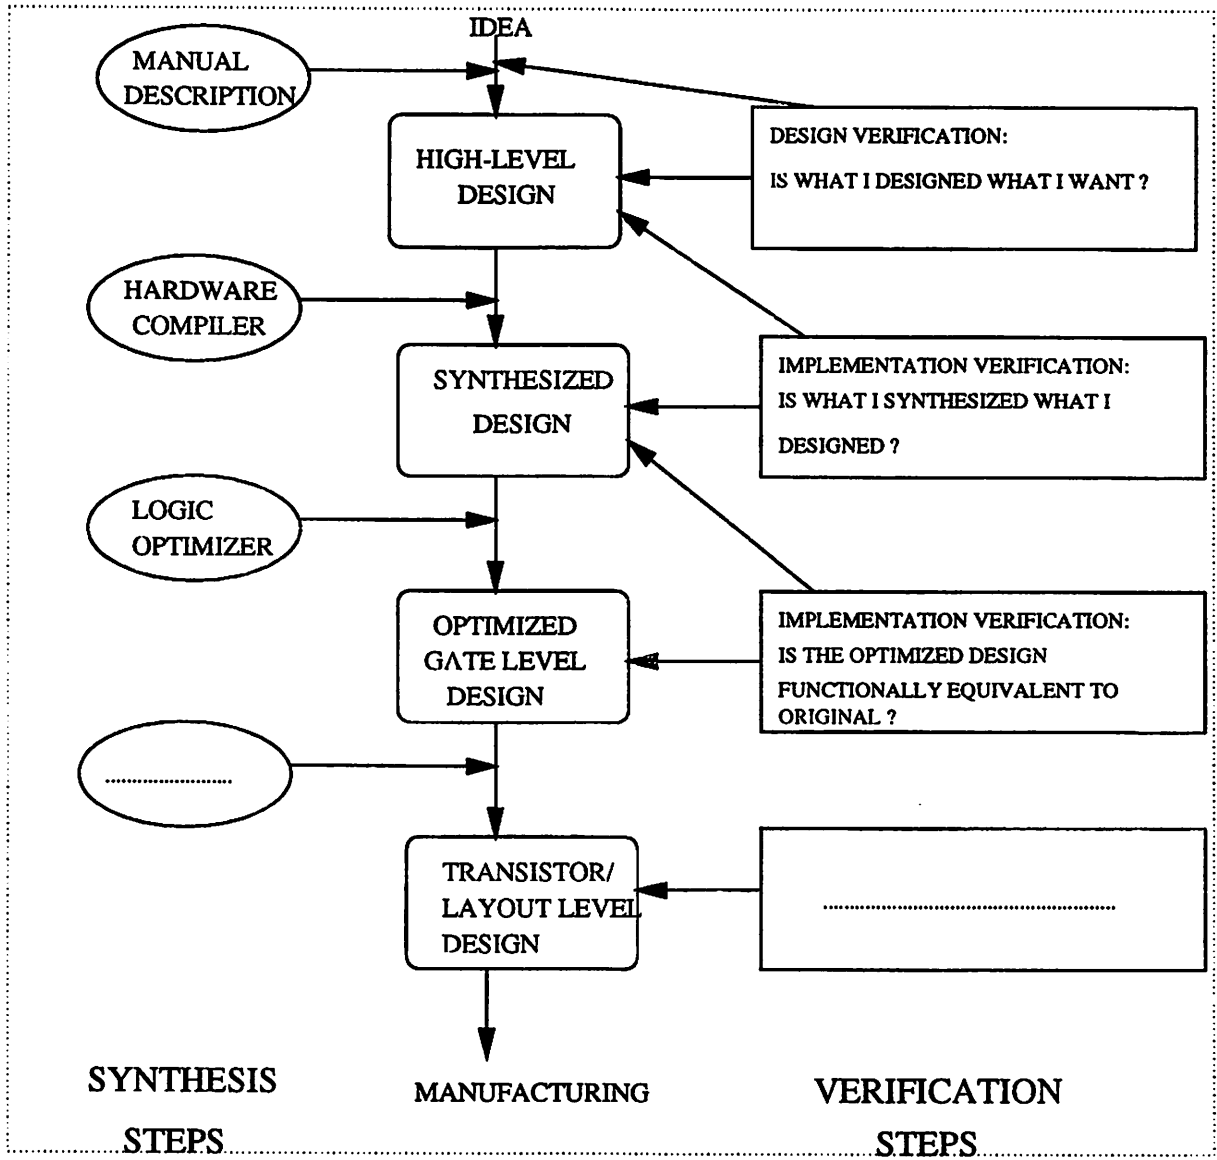 IDEA
MANUAL
DESCRIPTION
DESIGN VERIFICATION:
IS WHAT I DESIGNED WHAT I WANT ?
HIGH-LEVEL
DESIGN
HARDWARE
COMPILER
IMPLEMENTATION VERIFICATION:
IS WHAT I SYNTHESIZED WHAT I
DESIGNED ?
SYNTHESIZED
DESIGN
LOGIC
OPTIMIZER
OPTIMIZED
GATE LEVEL
DESIGN
IMPLEMENTATION VERIFICATION:
IS THE OPTIMIZED DESIGN
FUNCTIONALLY EQUIVALENT TO
ORIGINAL ?
............................
TRANSISTOR/
LAYOUT LEVEL
DESIGN
..................................................................
MANUFACTURING
SYNTHESIS
STEPS
VERIFICATION
STEPS